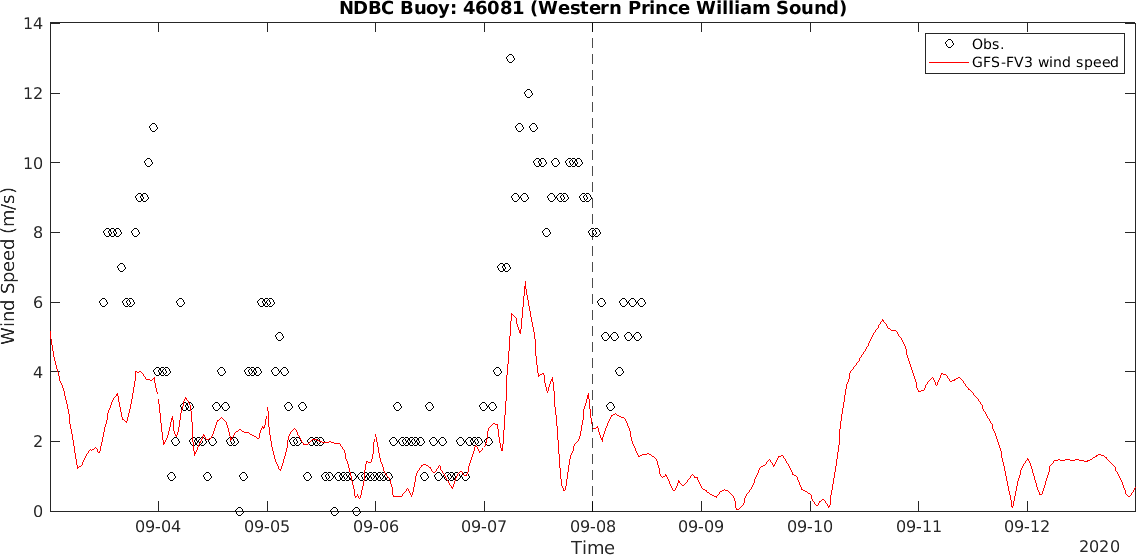 NDBC Buoy: 46081 (Western Prince William Sound)
14
12
10
8
6
4
2
0
Wind Speed (m/s)
Obs.
GFS-FV3 wind speed
09-04 09-05 09-06 09-07 09-08 09-09 09-10 09-11 09-12
Time
2020